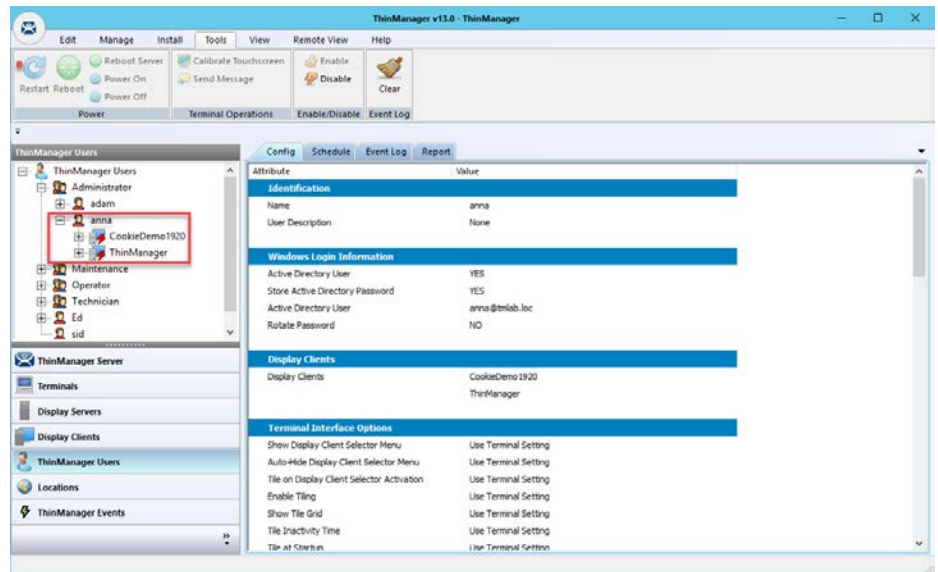 ThinManager v13.0 - ThinManager
Edit Manage Install Tools View Remote View Help
Restart Reboot
Reboot Server
Power On
Power Off
Power
Calibrate Touchscreen
Send Message
Terminal Operations
Enable
Disable
Enable/Disable
Clear
Event Log
ThinManager Users
ThinManager Users
Administrator
adam
anna
CookieDemo1920
ThinManager
Maintenance
Operator
Technician
Ed
sid
ThinManager Server
Terminals
Display Servers
Display Clients
ThinManager Users
Locations
ThinManager Events
Config Schedule Event Log Report
Attribute Value
Identification
Name anna
User Description None
Windows Login Information
Active Directory User YES
Store Active Directory Password YES
Active Directory User anna@tmlab.loc
Rotate Password NO
Display Clients
Display Clients CookieDemo1920
ThinManager
Terminal Interface Options
Show Display Client Selector Menu Use Terminal Setting
Auto-Hide Display Client Selector Menu Use Terminal Setting
Tile on Display Client Selector Activation Use Terminal Setting
Enable Tiling Use Terminal Setting
Show Tile Grid Use Terminal Setting
Tile Inactivity Time Use Terminal Setting
Tile at Startup Use Terminal Setting